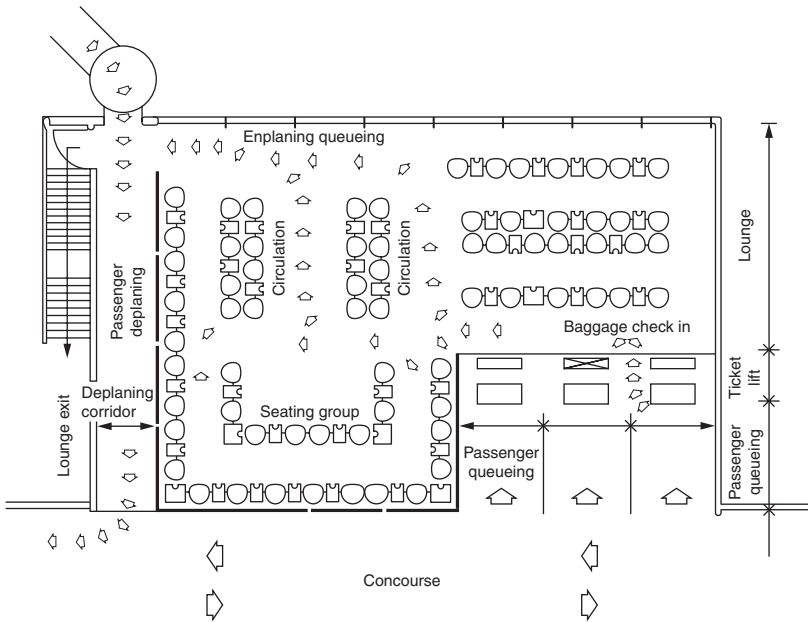 Enplaning queueing
Circulation
Circulation
Lounge
Passenger
deplaning
Baggage check in
Ticket
lift
Deplaning
corridor
Lounge exit
Seating group
Passenger
queueing
Passenger
queueing
Concourse